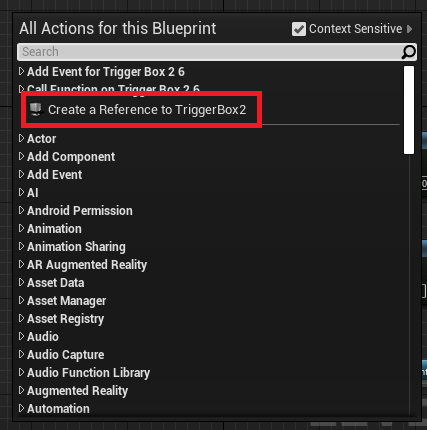 All Actions for this Blueprint
Context Sensitive
Search
Add Event for Trigger Box 2 6
Call Function on Trigger Box 2 6
Create a Reference to TriggerBox2
Actor
Add Component
Add Event
AI
Android Permission
Animation
Animation Sharing
AR Augmented Reality
Asset Data
Asset Manager
Asset Registry
Audio
Audio Capture
Audio Function Library
Augmented Reality
Automation